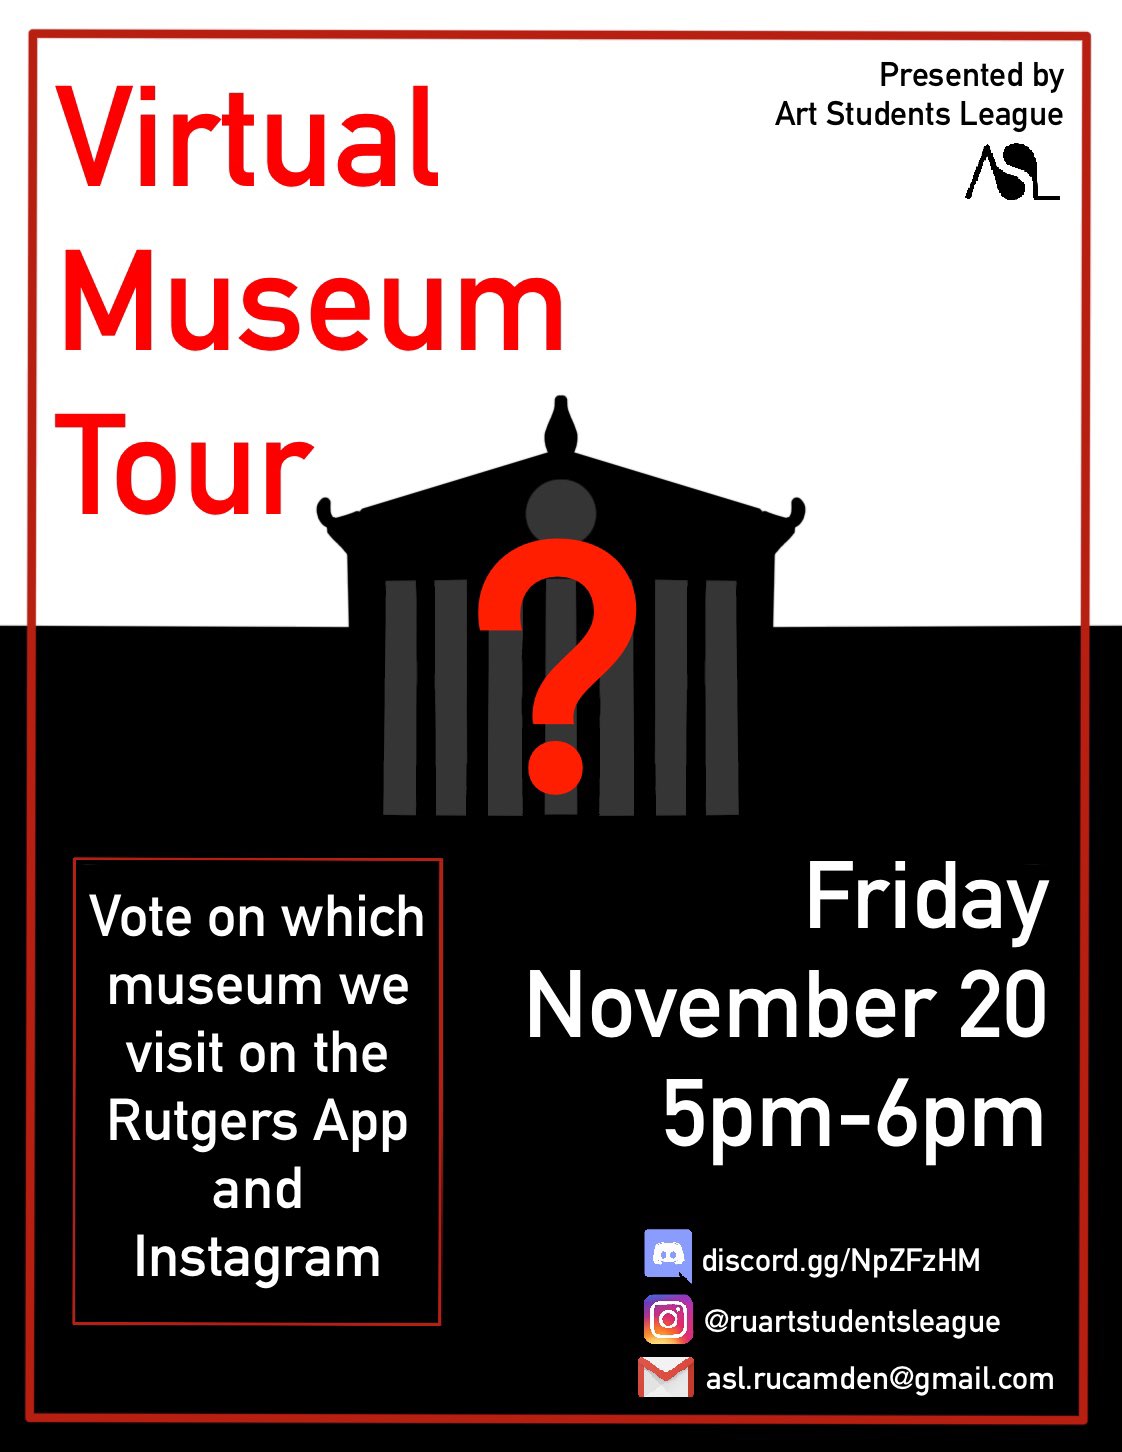 Virtual
Museum
Tour
Presented by
Art Students League
ASL
?
Vote on which
museum we
visit on the
Rutgers App
and
Instagram
Friday
November 20
5pm-6pm
discord.gg/NpZFzHM
@ruartstudentsleague
asl.rucamden@gmail.com